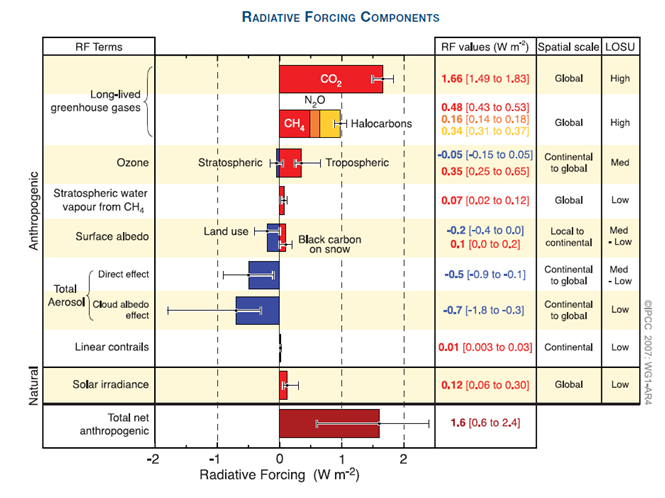 RADIATIVE FORCING COMPONENTS
RF Terms
RF values (W m-2)
Spatial scale
LOSU
Anthropogenic
Long-lived
greenhouse gases
CO2
1.66 [1.49 to 1.83]
Global
High
N2O
CH4
Halocarbons
0.48 [0.43 to 0.53]
0.16 [0.14 to 0.18]
0.34 [0.31 to 0.37]
Global
High
Ozone
Stratospheric
Tropospheric
-0.05 [-0.15 to 0.05]
0.35 [0.25 to 0.65]
Continental
to global
Med
Stratospheric water
vapour from CH4
0.07 [0.02 to 0.12]
Global
Low
Surface albedo
Land use
Black carbon
on snow
-0.2 [-0.4 to 0.0]
0.1 [0.0 to 0.2]
Local to
continental
Med
- Low
Total
Aerosol
Direct effect
-0.5 [-0.9 to -0.1]
Continental
to global
Med
- Low
Cloud albedo
effect
-0.7 [-1.8 to -0.3]
Continental
to global
Low
Linear contrails
0.01 [0.003 to 0.03]
Continental
Low
Natural
Solar irradiance
0.12 [0.06 to 0.30]
Global
Low
Total net
anthropogenic
1.6 [0.6 to 2.4]
-2 -1 0 1 2
Radiative Forcing (W m-2)
©IPCC 2007: WG1-AR4